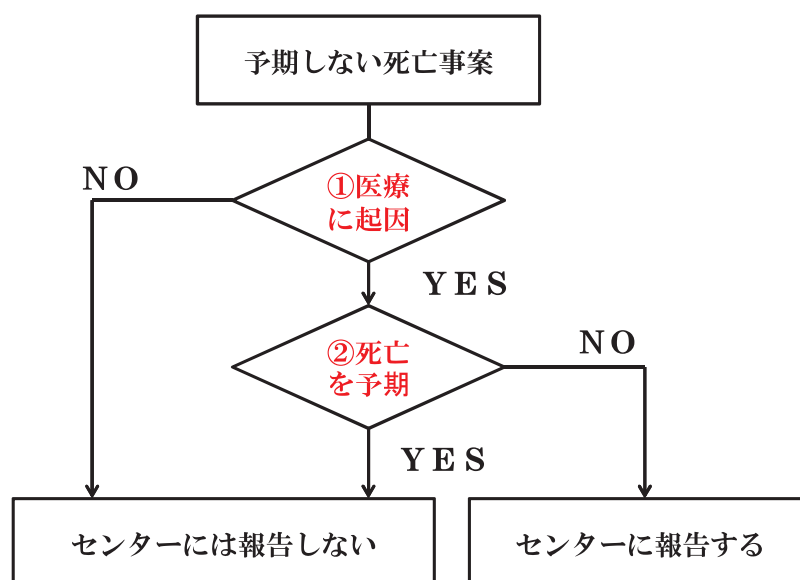 予期しない死亡事案
NO
①医療
に起因
YES
②死亡
を予期
NO
YES
センターには報告しない
センターに報告する